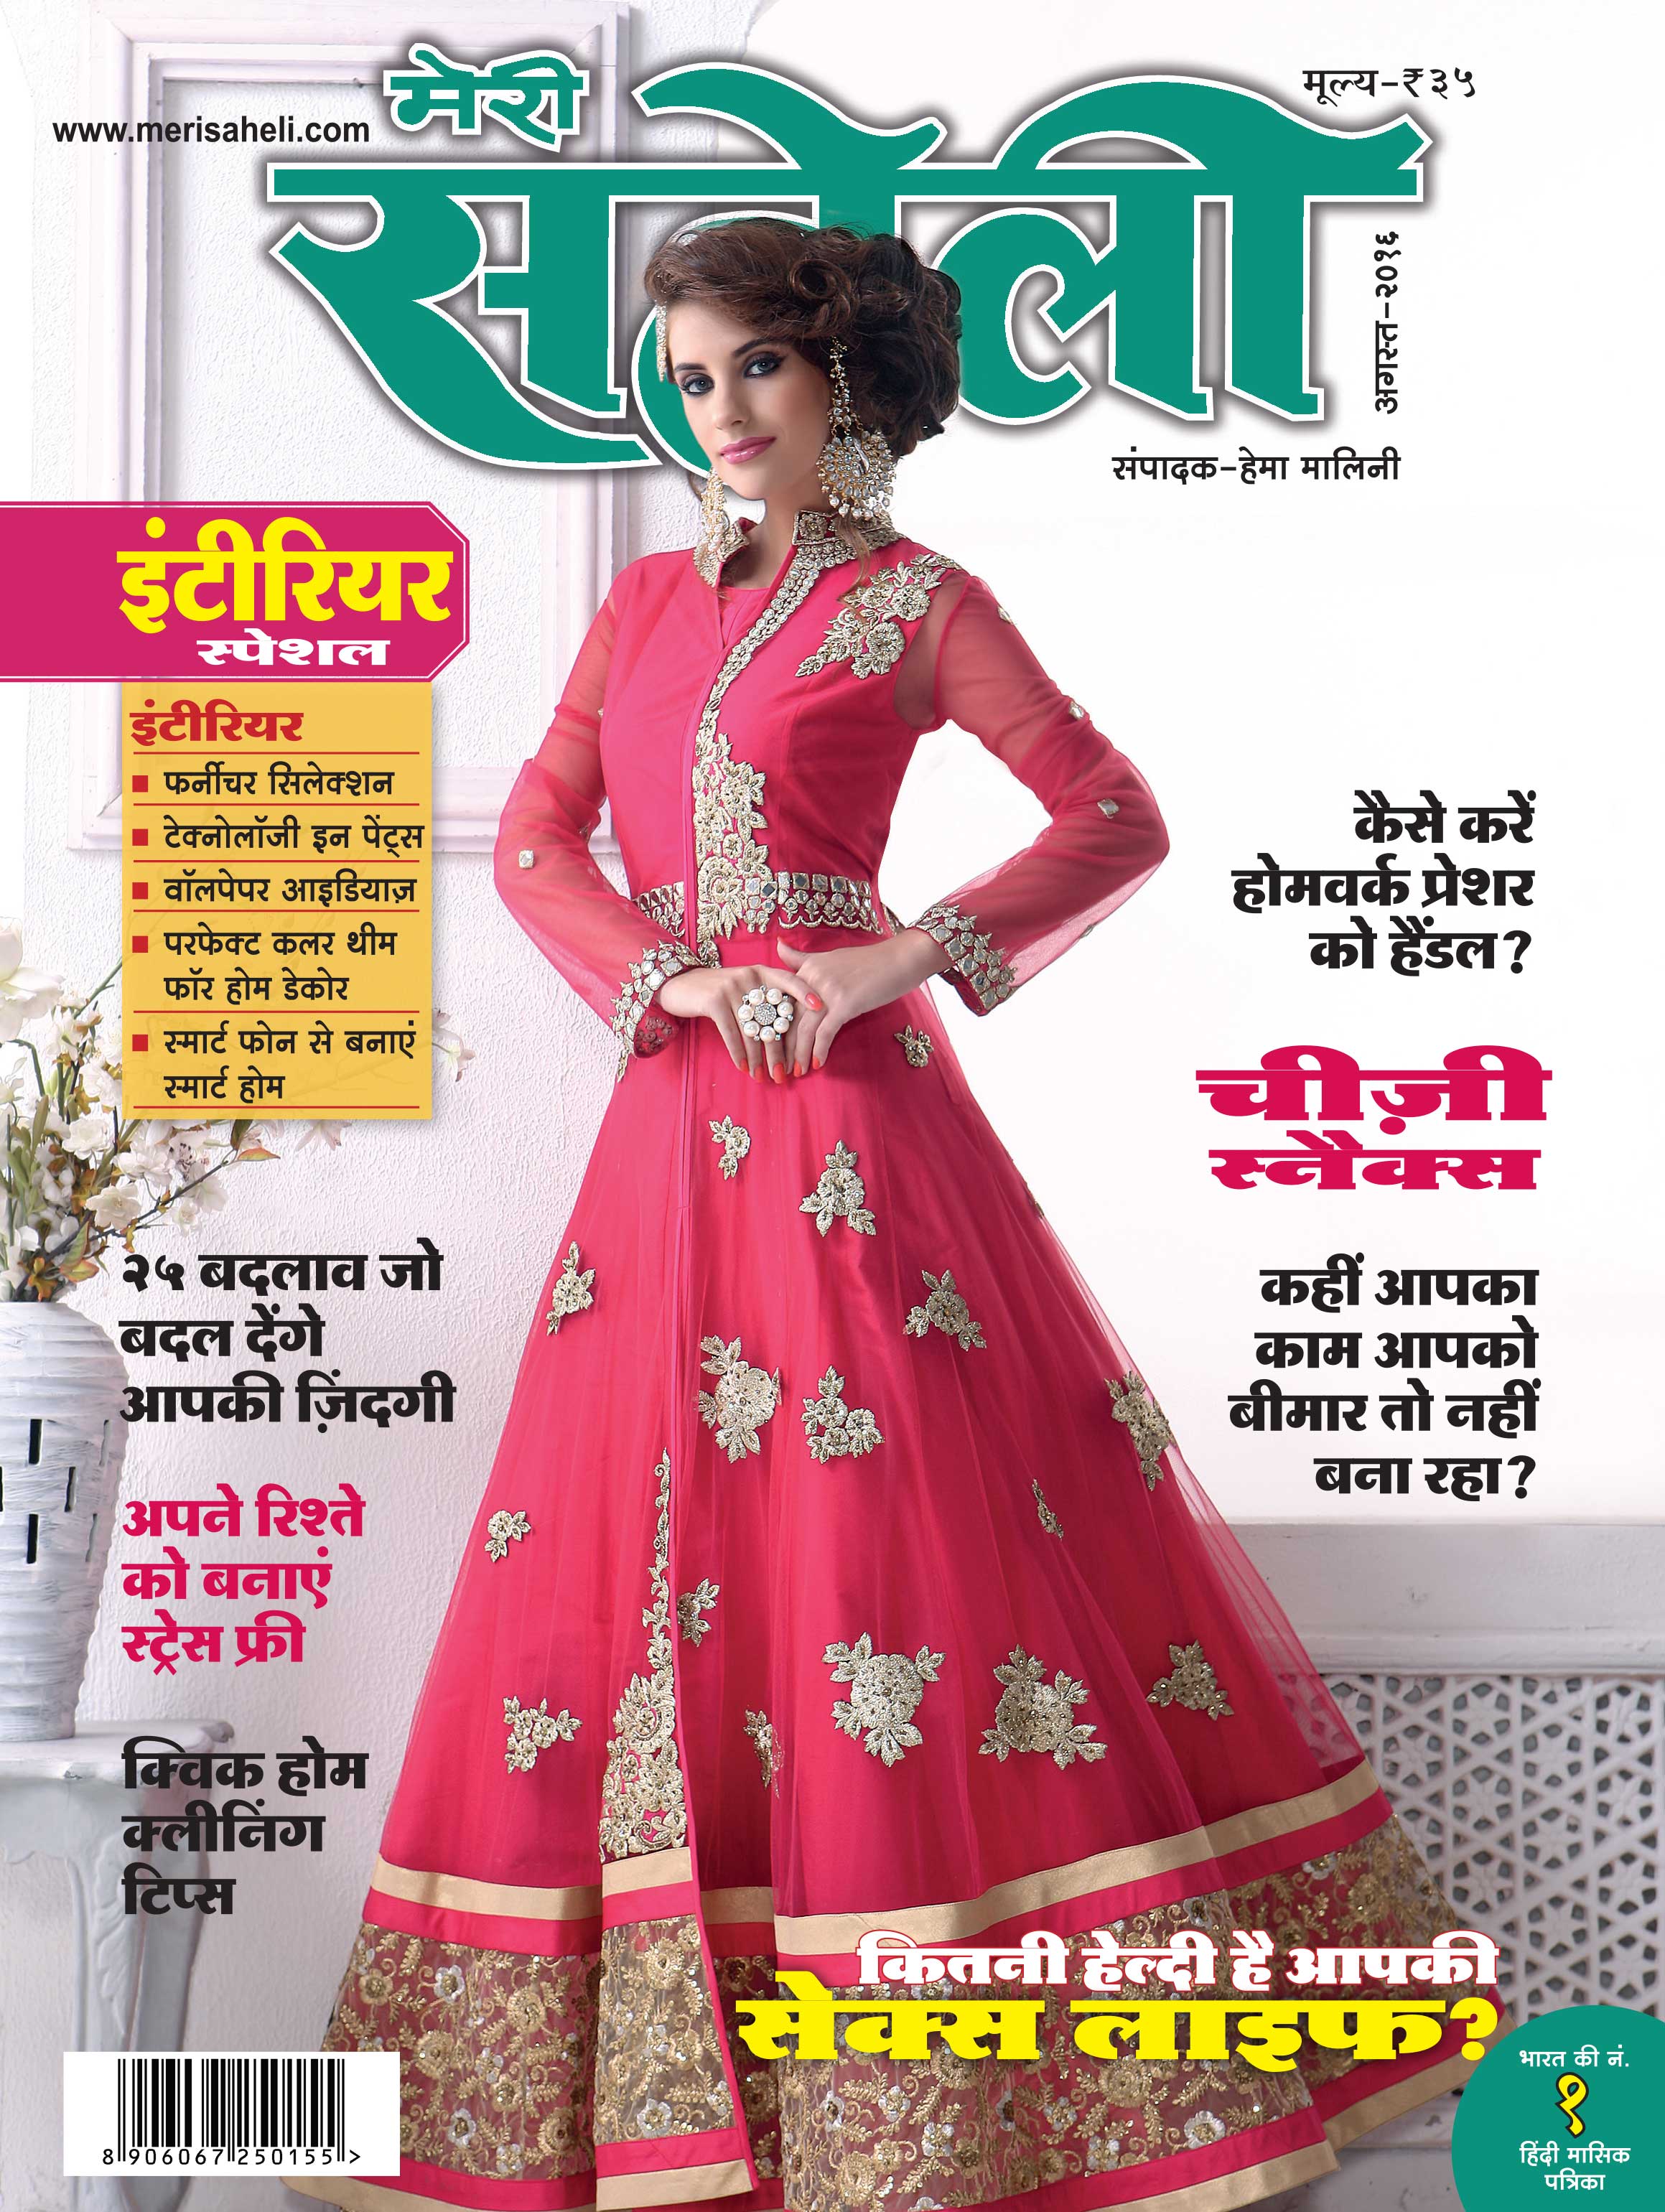 मूल्य-₹३५
www.merisaheli.com
मेरी
सहेली
अगस्त-२०१६
संपादक-हेमा मालिनी
इंटीरियर
स्पेशल
इंटीरियर
फर्नीचर सिलेक्शन
टेक्नोलॉजी इन पेंट्स
वॉलपेपर आइडियाज़
परफेक्ट कलर थीम
फॉर होम डेकोर
स्मार्ट फोन से बनाएं
स्मार्ट होम
२५ बदलाव जो
बदल देंगे
आपकी ज़िंदगी
अपने रिश्ते
को बनाएं
स्ट्रेस फ्री
क्विक होम
क्लीनिंग
टिप्स
कैसे करें
होमवर्क प्रेशर
को हैंडल?
चीज़ी
स्नैक्स
कहीं आपका
काम आपको
बीमार तो नहीं
बना रहा?
कितनी हेल्दी है आपकी
सेक्स लाइफ?
भारत की नं.
१
हिंदी मासिक
पत्रिका
8 906067 250155 >